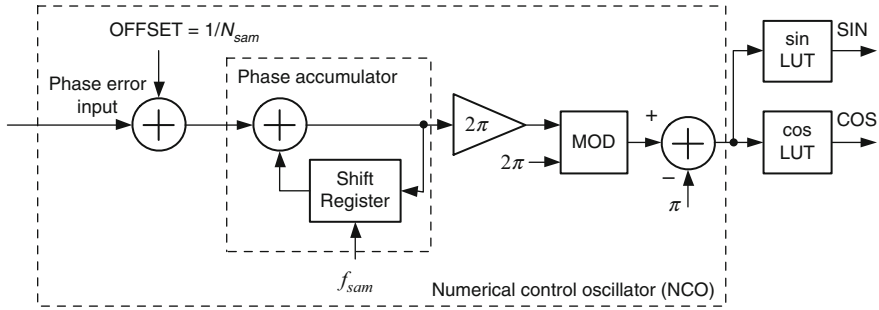 OFFSET = 1/N_sam
Phase error
input
Phase accumulator
Shift
Register
f_sam
2π
2π
MOD
+
−
π
sin
LUT
SIN
cos
LUT
COS
Numerical control oscillator (NCO)